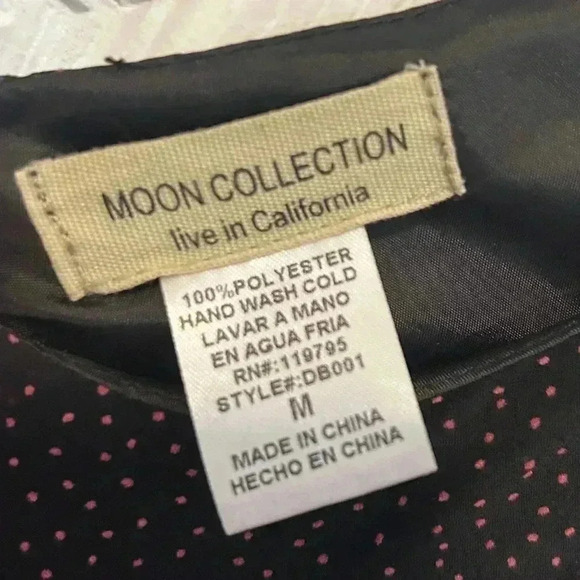 MOON COLLECTION
live in California
100%POLYESTER
HAND WASH COLD
LAVAR A MANO
EN AGUA FRIA
RN#:119795
STYLE#:DB001
M
MADE IN CHINA
HECHO EN CHINA